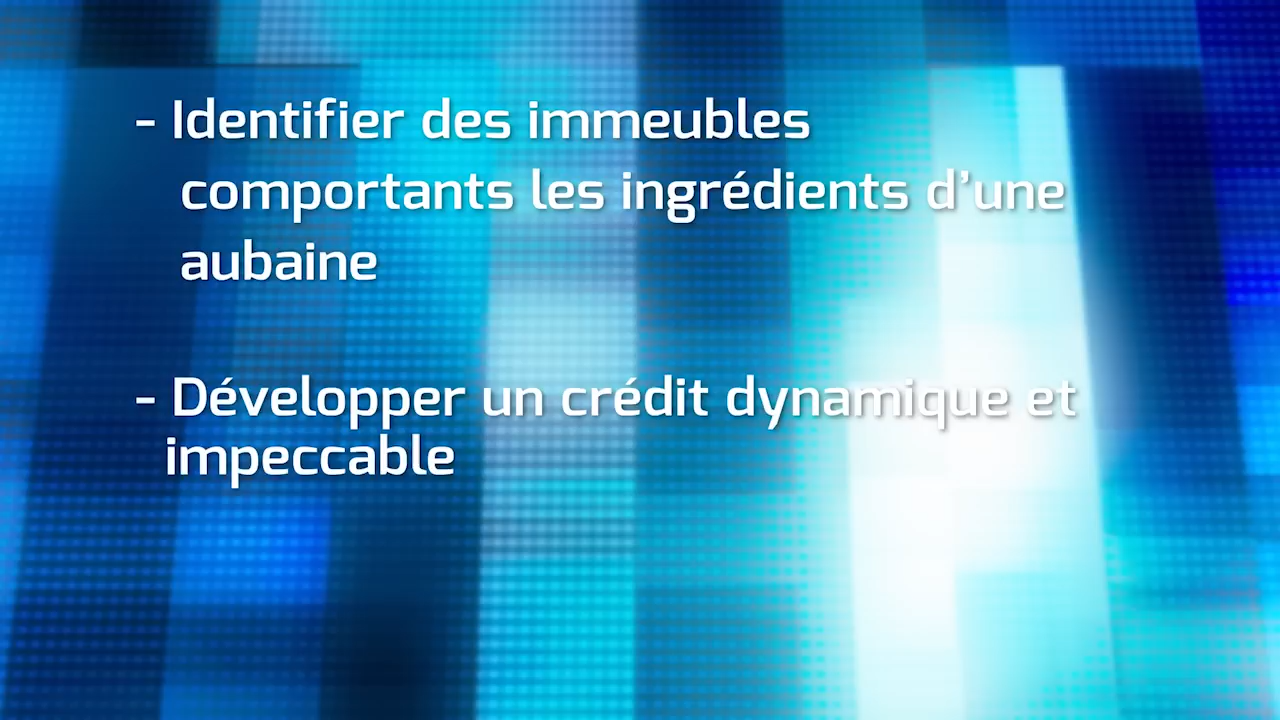 - Identifier des immeubles
comportants les ingrédients d’une
aubaine
- Développer un crédit dynamique et
impeccable